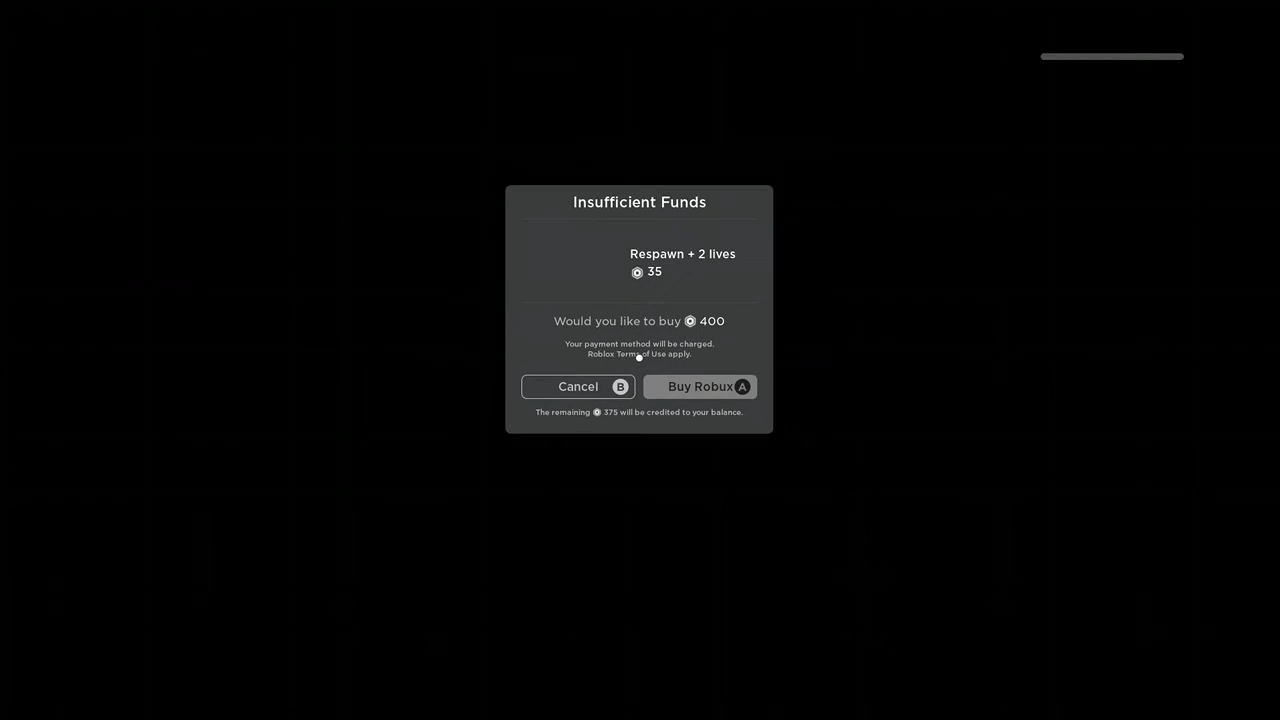 Insufficient Funds
Respawn + 2 lives
35
Would you like to buy 400
Your payment method will be charged.
Roblox Terms of Use apply.
Cancel B
Buy Robux A
The remaining 375 will be credited to your balance.